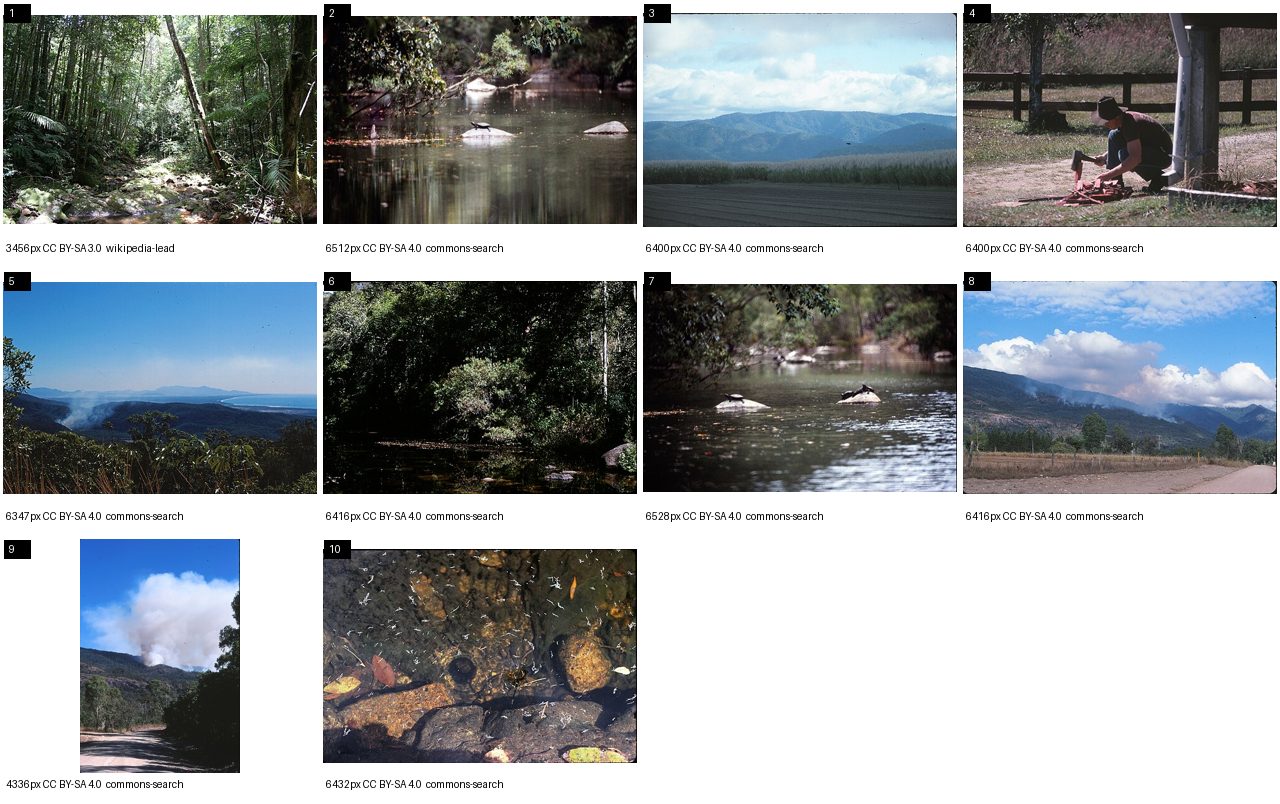 1
2
3
4
3456px CC BY-SA 3.0 wikipedia-lead
6512px CC BY-SA 4.0 commons-search
6400px CC BY-SA 4.0 commons-search
6400px CC BY-SA 4.0 commons-search
5
6
7
8
6347px CC BY-SA 4.0 commons-search
6416px CC BY-SA 4.0 commons-search
6528px CC BY-SA 4.0 commons-search
6416px CC BY-SA 4.0 commons-search
9
10
4336px CC BY-SA 4.0 commons-search
6432px CC BY-SA 4.0 commons-search